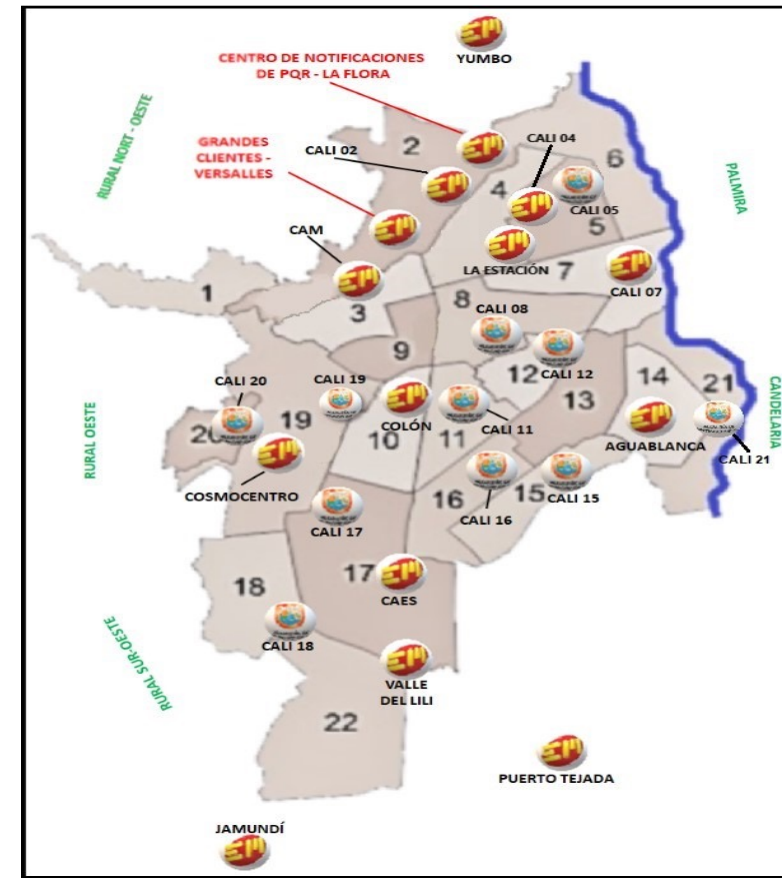 YUMBO
CENTRO DE NOTIFICACIONES
DE PQR - LA FLORA
RURAL NORT - OESTE
GRANDES
CLIENTES -
VERSALLES
CALI 02
2
CALI 04
6
4
PALMIRA
CALI 05
5
CAM
LA ESTACIÓN
7
CALI 07
1
3
8
CALI 08
9
12
CALI 12
14
21
CANDELARIA
CALI 20
CALI 19
13
20
19
COLÓN
10
11
CALI 11
AGUABLANCA
CALI 21
RURAL OESTE
COSMOCENTRO
16
CALI 16
15
CALI 15
CALI 17
17
18
CAES
CALI 18
RURAL SUR-OESTE
VALLE
DEL LILI
22
PUERTO TEJADA
JAMUNDÍ